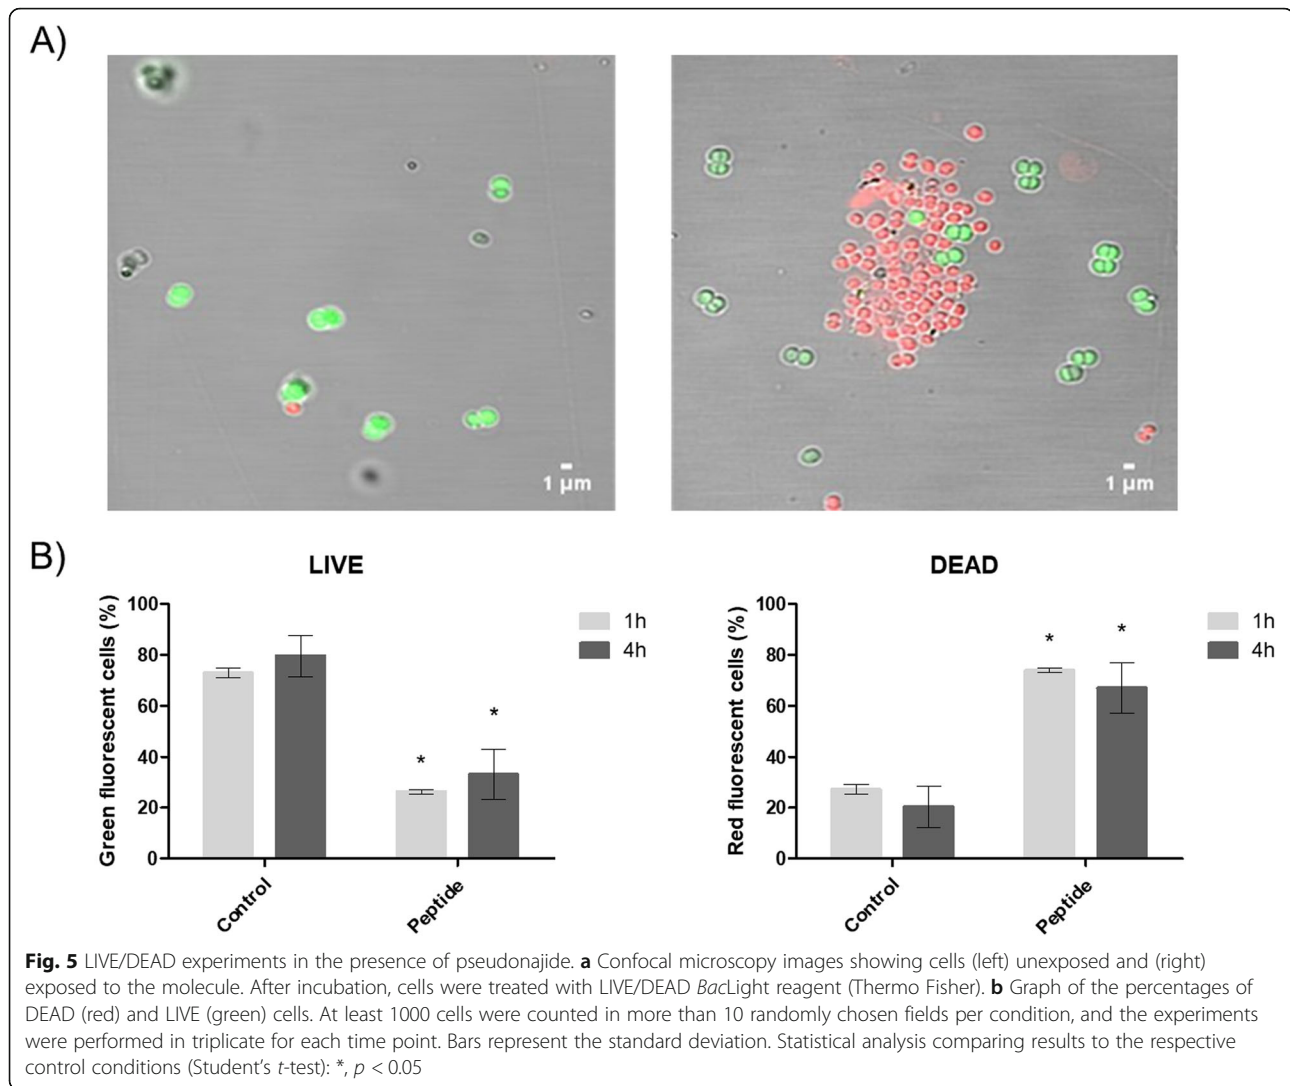 A)
1 µm
1 µm
B)
LIVE
DEAD
Green fluorescent cells (%)
100
80
60
40
20
0
*
*
Control
Peptide
1h
4h
Red fluorescent cells (%)
100
80
60
40
20
0
*
*
Control
Peptide
1h
4h
Fig. 5 LIVE/DEAD experiments in the presence of pseudonajide. a Confocal microscopy images showing cells (left) unexposed and (right)
exposed to the molecule. After incubation, cells were treated with LIVE/DEAD BacLight reagent (Thermo Fisher). b Graph of the percentages of
DEAD (red) and LIVE (green) cells. At least 1000 cells were counted in more than 10 randomly chosen fields per condition, and the experiments
were performed in triplicate for each time point. Bars represent the standard deviation. Statistical analysis comparing results to the respective
control conditions (Student's t-test): *, p < 0.05